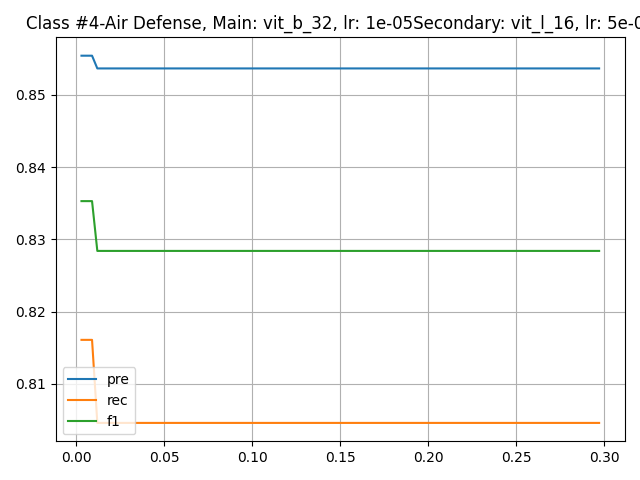 Class #4-Air Defense, Main: vit_b_32, lr: 1e-05Secondary: vit_l_16, lr: 5e-0
0.85
0.84
0.83
0.82
0.81
pre
rec
f1
0.00 0.05 0.10 0.15 0.20 0.25 0.30